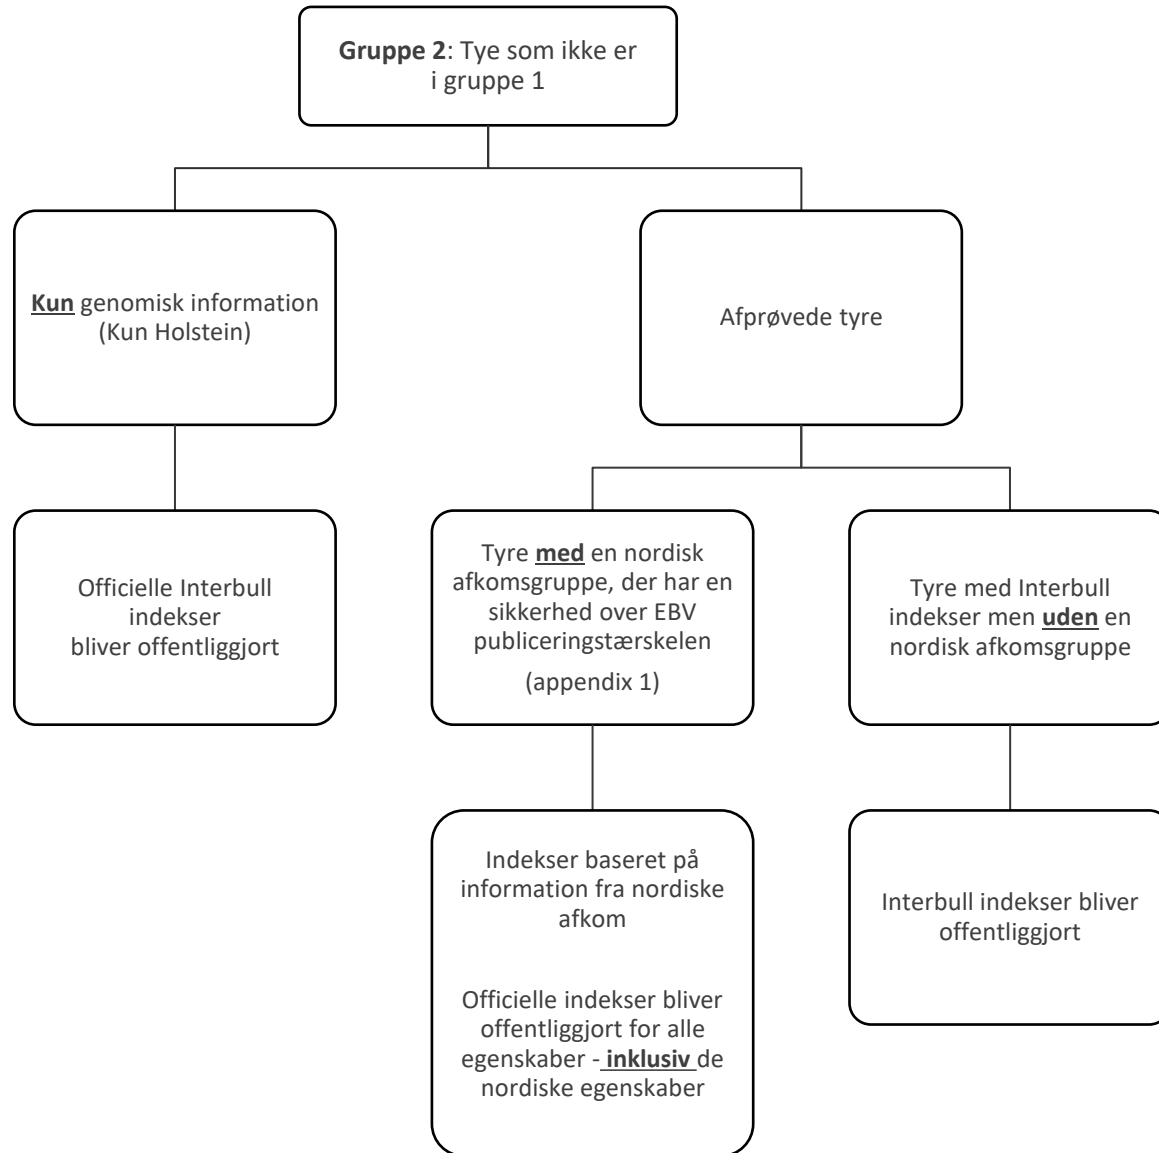 Gruppe 2: Tye som ikke er
i gruppe 1
Kun genomisk information
(Kun Holstein)
Afprøvede tyre
Officielle Interbull
indekser
bliver offentliggjort
Tyre med en nordisk
afkomsgruppe, der har en
sikkerhed over EBV
publiceringstærskelen
(appendix 1)
Tyre med Interbull
indekser men uden en
nordisk afkomsgruppe
Indekser baseret på
information fra nordiske
afkom
Officielle indekser bliver
offentliggjort for alle
egenskaber - inklusiv de
nordiske egenskaber
Interbull indekser bliver
offentliggjort